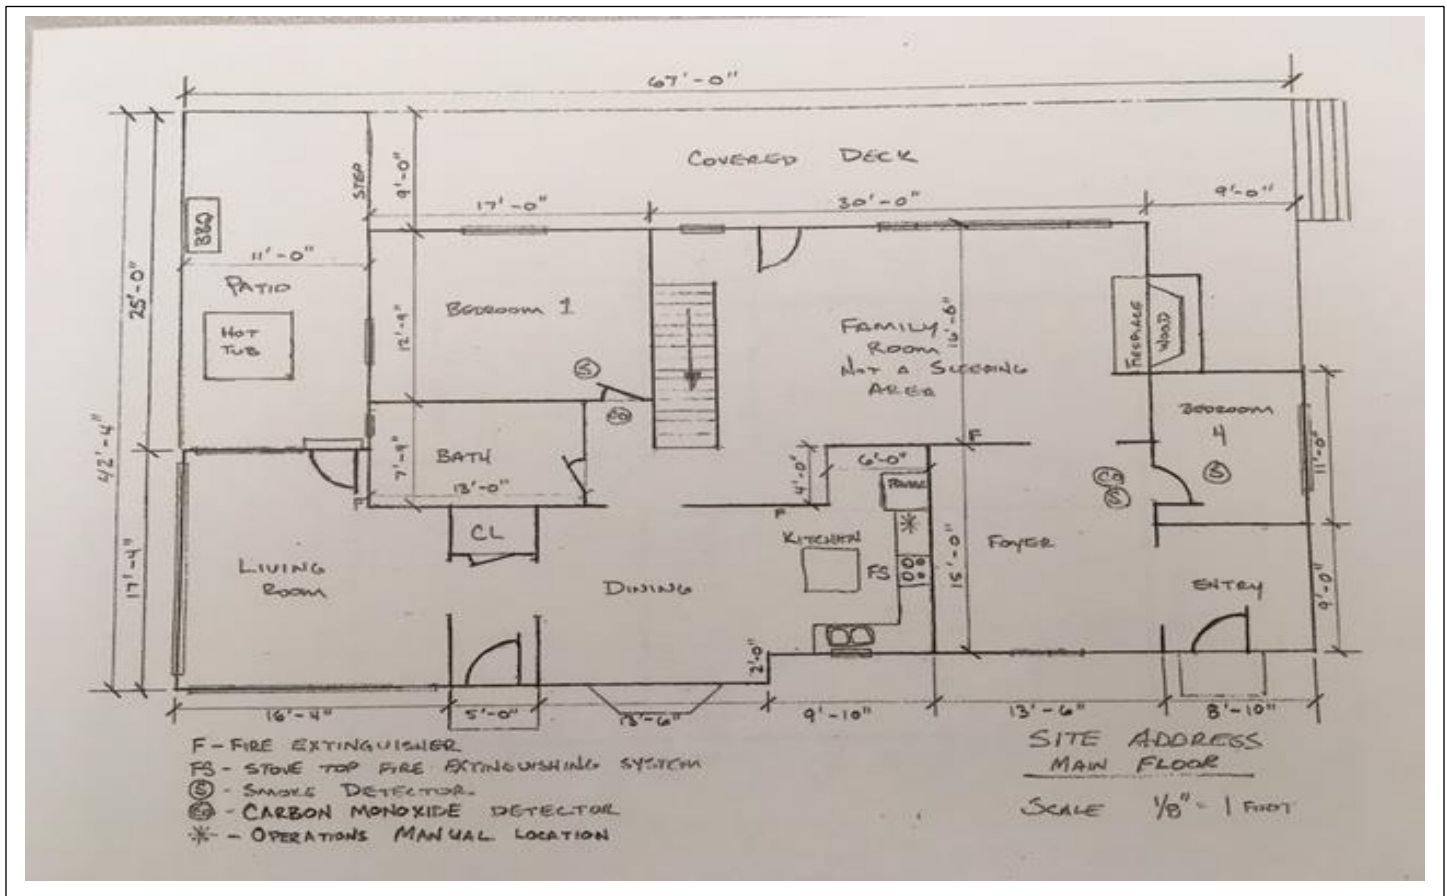 67'-0"
COVERED DECK
STEP
9'-0"
17'-0"
30'-0"
9'-0"
BBQ
11'-0"
PATIO
25'-0"
HOT
TUB
BEDROOM 1
12'-9"
FAMILY
ROOM
NOT A SLEEPING
AREA
16'-8"
FIREPLACE
WOOD
BEDROOM
4
11'-0"
S
CO
42'-4"
BATH
7'-9"
13'-0"
4'-0"
6'-0"
F
S
F
F
CL
KITCHEN
FS
FOYER
15'-0"
LIVING
ROOM
17'-4"
DINING
ENTRY
9'-0"
2'-0"
16'-4"
5'-0"
9'-10"
13'-6"
8'-10"
F - FIRE EXTINGUISHER
FS - STOVE TOP FIRE EXTINGUISHING SYSTEM
S - SMOKE DETECTOR
CO - CARBON MONOXIDE DETECTOR
✳ - OPERATIONS MANUAL LOCATION
SITE ADDRESS
MAIN FLOOR
SCALE 1/8" = 1 FOOT